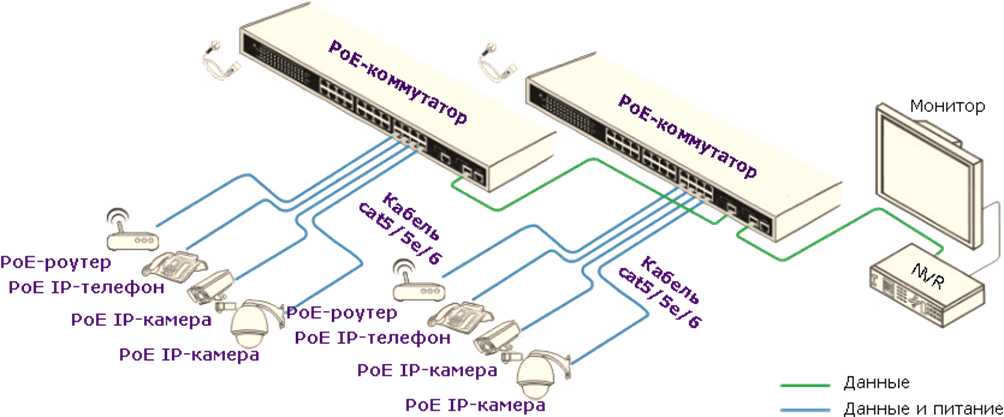 PoE-коммутатор
PoE-коммутатор
Монитор
Кабель
cat5/5e/6
Кабель
cat5/5e/6
NVR
PoE-роутер
PoE IP-телефон
PoE IP-камера
PoE IP-камера
PoE-роутер
PoE IP-телефон
PoE IP-камера
PoE IP-камера
Данные
Данные и питание